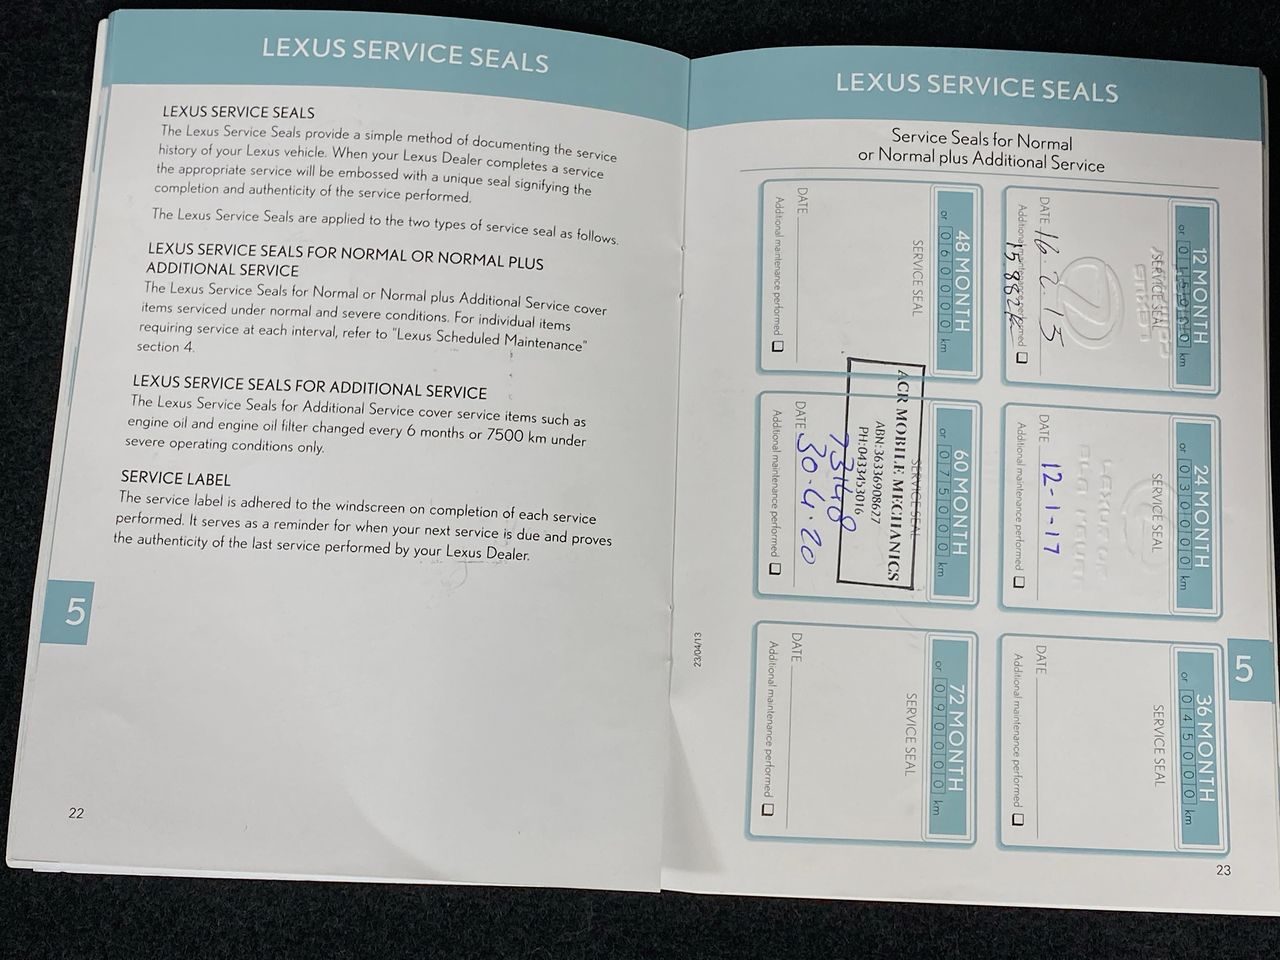 LEXUS SERVICE SEALS
LEXUS SERVICE SEALS
The Lexus Service Seals provide a simple method of documenting the service
history of your Lexus vehicle. When your Lexus Dealer completes a service
the appropriate service will be embossed with a unique seal signifying the
completion and authenticity of the service performed.
The Lexus Service Seals are applied to the two types of service seal as follows.
LEXUS SERVICE SEALS FOR NORMAL OR NORMAL PLUS
ADDITIONAL SERVICE
The Lexus Service Seals for Normal or Normal plus Additional Service cover
items serviced under normal and severe conditions. For individual items
requiring service at each interval, refer to "Lexus Scheduled Maintenance"
section 4.
LEXUS SERVICE SEALS FOR ADDITIONAL SERVICE
The Lexus Service Seals for Additional Service cover service items such as
engine oil and engine oil filter changed every 6 months or 7500 km under
severe operating conditions only.
SERVICE LABEL
The service label is adhered to the windscreen on completion of each service
performed. It serves as a reminder for when your next service is due and proves
the authenticity of the last service performed by your Lexus Dealer.
5
22
LEXUS SERVICE SEALS
Service Seals for Normal
or Normal plus Additional Service
12 MONTH
or 015000 km
SERVICE SEAL
DATE 16.2.15
Additional maintenance performed
24 MONTH
or 030000 km
SERVICE SEAL
DATE 12-1-17
Additional maintenance performed
36 MONTH
or 045000 km
SERVICE SEAL
DATE
Additional maintenance performed
48 MONTH
or 060000 km
SERVICE SEAL
DATE
Additional maintenance performed
60 MONTH
or 075000 km
SERVICE SEAL
ACR MOBILE MECHANICS
ABN:36336908627
PH:0433453016
73148
DATE 30.4.20
Additional maintenance performed
72 MONTH
or 090000 km
SERVICE SEAL
DATE
Additional maintenance performed
23/04/13
5
23